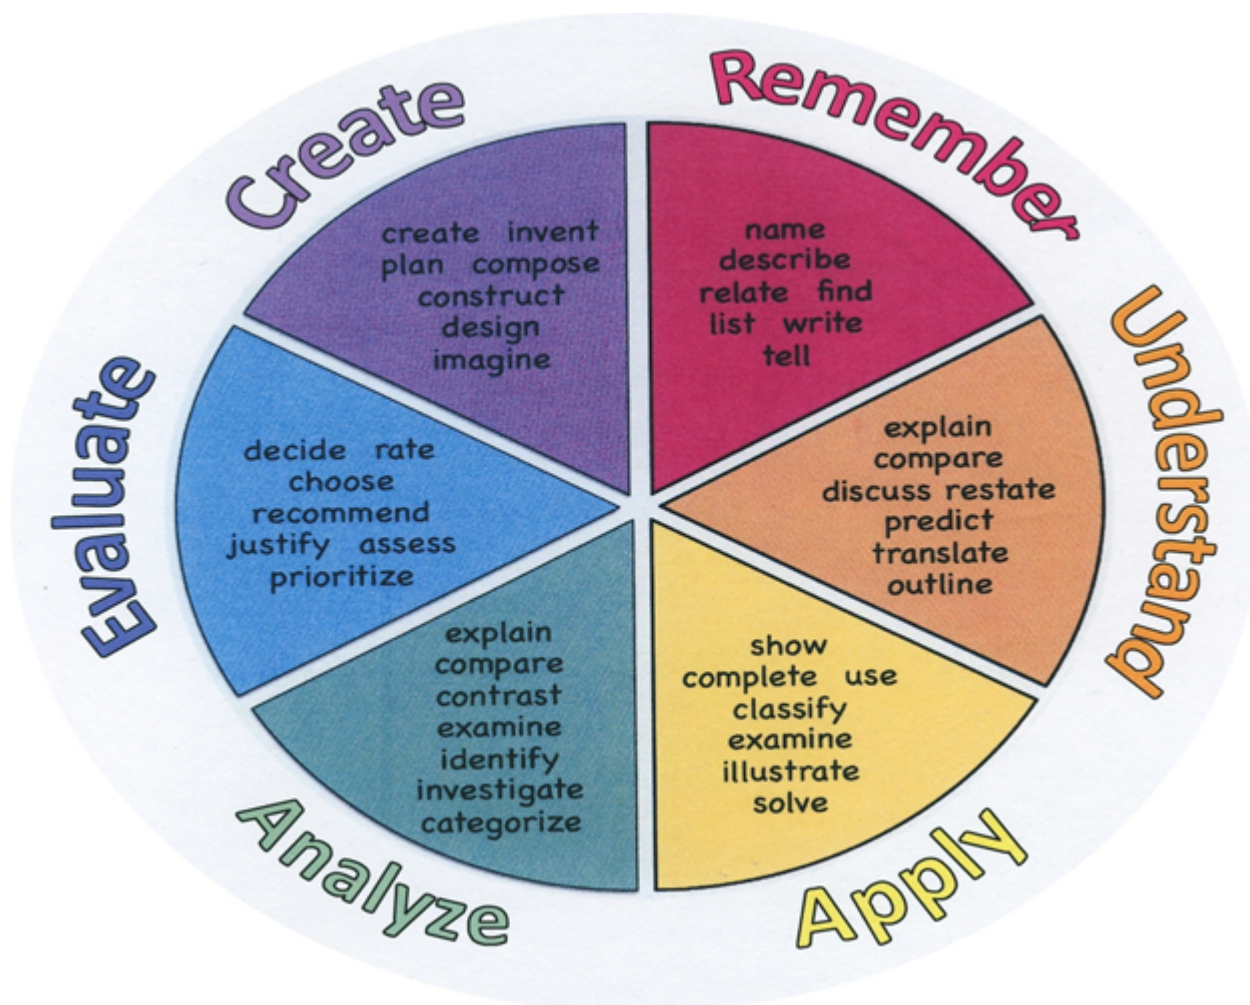 Remember
name
describe
relate find
list write
tell
Understand
explain
compare
discuss restate
predict
translate
outline
Apply
show
complete use
classify
examine
illustrate
solve
Analyze
explain
compare
contrast
examine
identify
investigate
categorize
Evaluate
decide rate
choose
recommend
justify assess
prioritize
Create
create invent
plan compose
construct
design
imagine